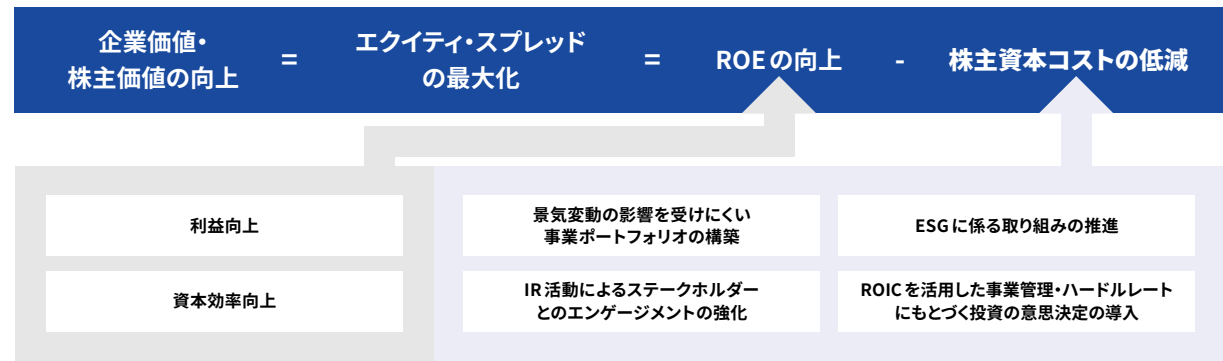 企業価値・
株主価値の向上
=
エクイティ・スプレッド
の最大化
=
ROEの向上
-
株主資本コストの低減
利益向上
資本効率向上
景気変動の影響を受けにくい
事業ポートフォリオの構築
ESGに係る取り組みの推進
IR活動によるステークホルダー
とのエンゲージメントの強化
ROICを活用した事業管理・ハードルレート
にもとづく投資の意思決定の導入